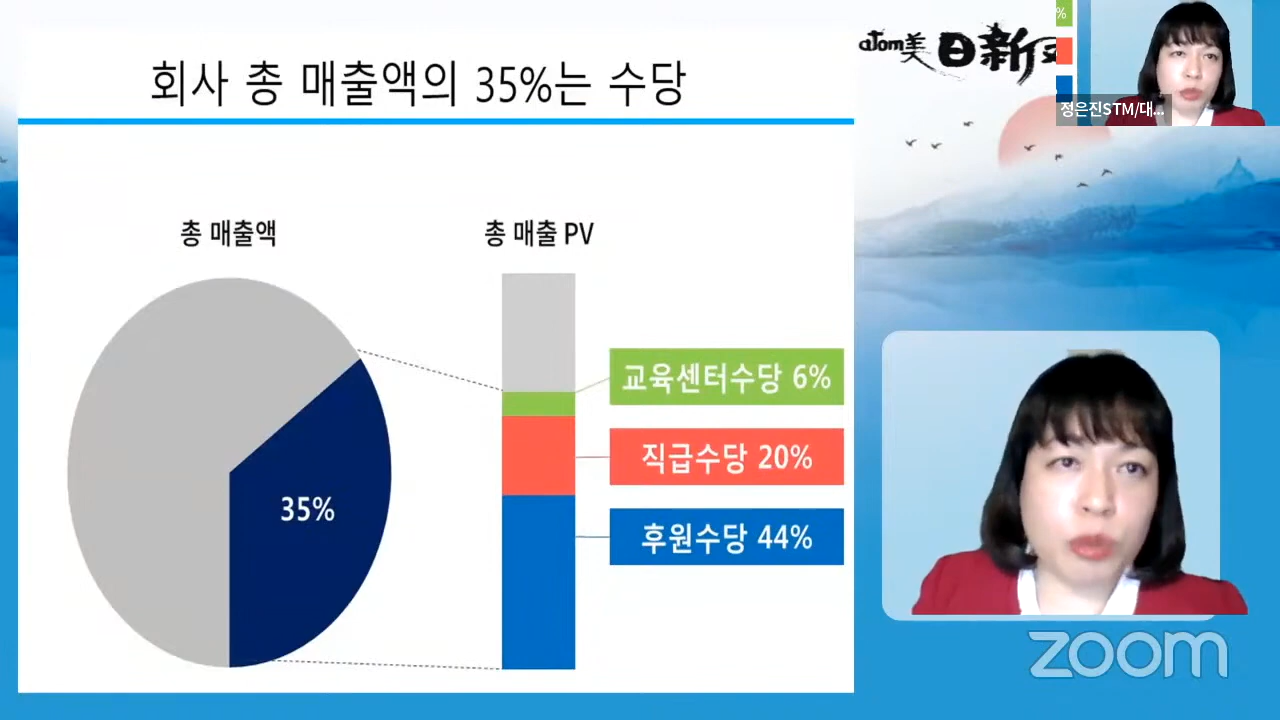 회사 총 매출액의 35%는 수당
총 매출액
총 매출 PV
35%
교육센터수당 6%
직급수당 20%
후원수당 44%
atom美
日新
%
정은진STM/대...
zoom